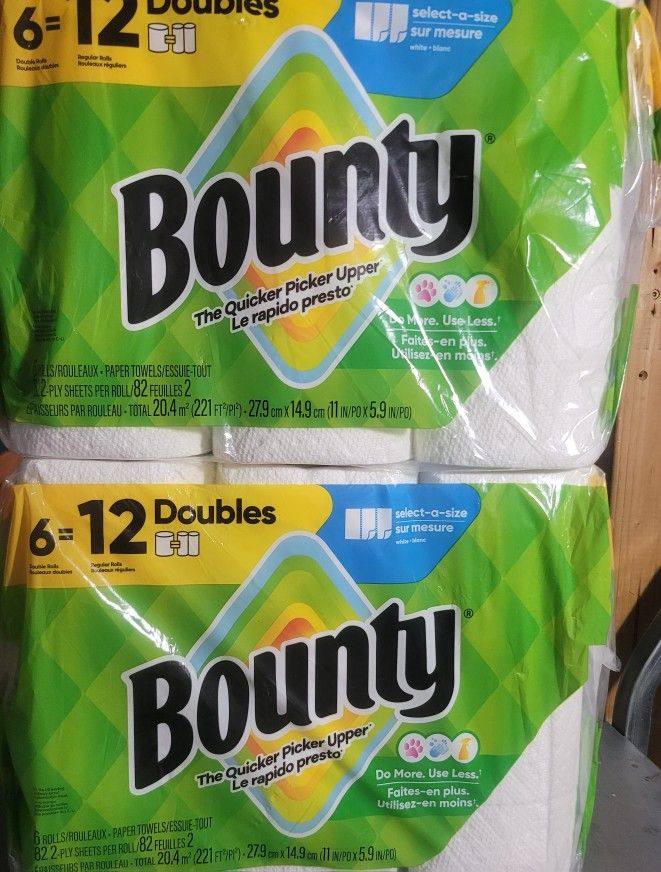 6=12 Doubles
Double Rolls
Rouleaux doubles
Regular Rolls
Rouleaux réguliers
select-a-size
sur mesure
white • blanc
Bounty®
The Quicker Picker Upper*
Le rapido presto*
Do More. Use Less.†
Faites-en plus.
Utilisez-en moins†.
6 ROLLS/ROULEAUX • PAPER TOWELS/ESSUIE-TOUT
82 2-PLY SHEETS PER ROLL/82 FEUILLES 2
ÉPAISSEURS PAR ROULEAU • TOTAL 20.4 m² (221 FT²/PI²) • 27.9 cm X 14.9 cm (11 IN/PO X 5.9 IN/PO)
6=12 Doubles
Double Rolls
Rouleaux doubles
Regular Rolls
Rouleaux réguliers
select-a-size
sur mesure
white • blanc
Bounty®
The Quicker Picker Upper*
Le rapido presto*
Do More. Use Less.†
Faites-en plus.
Utilisez-en moins†.
6 ROLLS/ROULEAUX • PAPER TOWELS/ESSUIE-TOUT
82 2-PLY SHEETS PER ROLL/82 FEUILLES 2
ÉPAISSEURS PAR ROULEAU • TOTAL 20.4 m² (221 FT²/PI²) • 27.9 cm X 14.9 cm (11 IN/PO X 5.9 IN/PO)